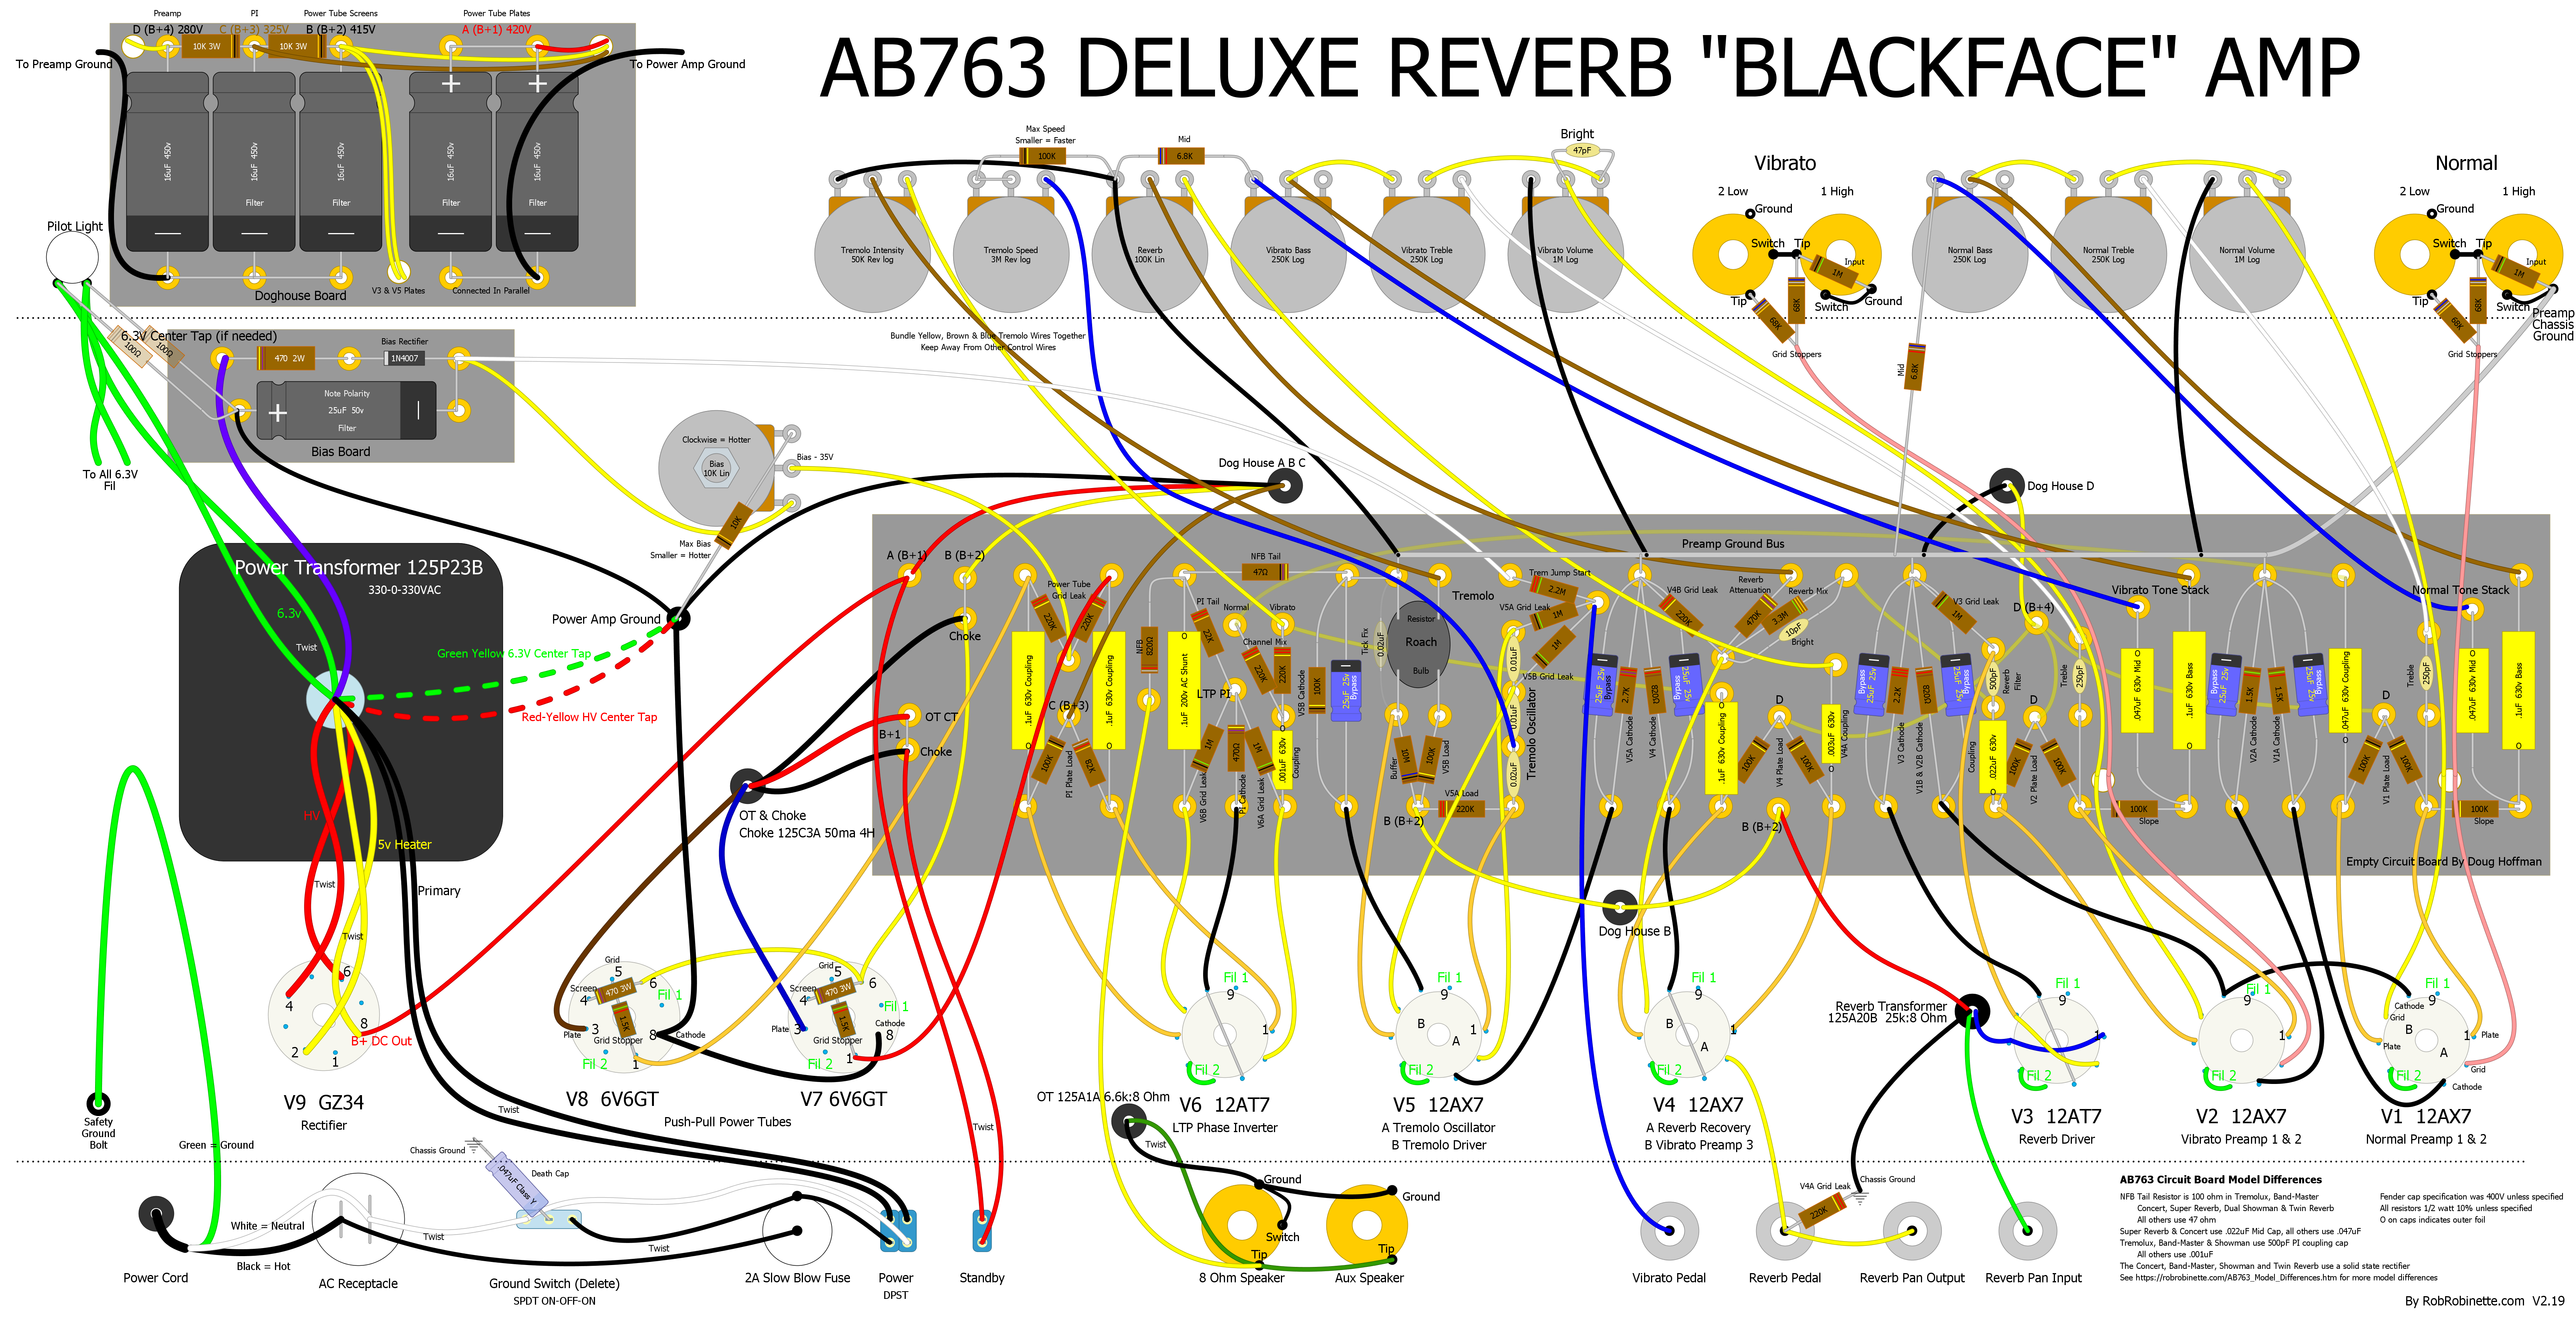 AB763 DELUXE REVERB "BLACKFACE" AMP
Preamp
PI
Power Tube Screens
Power Tube Plates
D (B+4) 280V
C (B+3) 325V
B (B+2) 415V
A (B+1) 420V
10K 3W
10K 3W
To Preamp Ground
To Power Amp Ground
16uF 450v
16uF 450v
Filter
16uF 450v
Filter
16uF 450v
16uF 450v
Filter
Doghouse Board
V3 & V5 Plates
Connected In Parallel
Pilot Light
6.3V Center Tap (if needed)
100Ω
100Ω
470 2W
Bias Rectifier
1N4007
Note Polarity
25uF 50v
Filter
Bias Board
To All 6.3V
Fil
Max Speed
Smaller = Faster
100K
Mid
6.8K
Bright
47pF
Tremolo Intensity
50K Rev log
Tremolo Speed
3M Rev log
Reverb
100K Lin
Vibrato Bass
250K Log
Vibrato Treble
250K Log
Vibrato Volume
1M Log
Vibrato
2 Low
1 High
Ground
Switch
Tip
Input
1M
Tip
68K
68K
Switch
Ground
Grid Stoppers
Normal Bass
250K Log
Normal Treble
250K Log
Normal Volume
1M Log
Mid
6.8K
Normal
2 Low
1 High
Ground
Switch
Tip
Input
1M
Tip
68K
68K
Switch
Grid Stoppers
Preamp
Chassis
Ground
Bundle Yellow, Brown & Blue Tremolo Wires Together
Keep Away From Other Control Wires
Clockwise = Hotter
Bias
10K Lin
Bias - 35V
10K
Max Bias
Smaller = Hotter
Dog House A B C
Dog House D
Power Transformer 125P23B
330-0-330VAC
6.3v
Twist
Green Yellow 6.3V Center Tap
Red-Yellow HV Center Tap
HV
5v Heater
Twist
Twist
Primary
Power Amp Ground
A (B+1)
B (B+2)
Choke
OT CT
B+1
Choke
OT & Choke
Choke 125C3A 50ma 4H
Power Tube
Grid Leak
220K
220K
.1uF 630v Coupling
.1uF 630v Coupling
C (B+3)
100K
82K
PI Plate Load
NFB
820Ω
.1uF 200v AC Shunt
PI Tail
22K
NFB Tail
47Ω
Normal
Vibrato
Channel Mix
220K
220K
LTP PI
1M
470Ω
1M
V6B Grid Leak
PI Cathode
V6A Grid Leak
.001uF 630v
Coupling
V5B Cathode
100K
25uF 25v
Bypass
Tick Fix
0.02uF
Resistor
Roach
Bulb
Tremolo
Buffer
10M
100K
V5B Load
V5A Load
220K
B (B+2)
Trem Jump Start
2.2M
V5A Grid Leak
1M
1M
V5B Grid Leak
0.01uF
0.01uF
0.02uF
Tremolo Oscillator
Preamp Ground Bus
25uF 25v
Bypass
2.7K
V5A Cathode
820Ω
V4 Cathode
25uF 25v
Bypass
V4B Grid Leak
220K
Reverb
Attenuation
470K
3.3M
Reverb Mix
10pF
Bright
.1uF 630v Coupling
D
100K
100K
V4 Plate Load
.003uF 630v
V4A Coupling
B (B+2)
25uF 25v
Bypass
2.2K
V3 Cathode
820Ω
V1B & V2B Cathode
25uF 25v
Bypass
V3 Grid Leak
1M
500pF
Reverb
Filter
.022uF 630v
Coupling
D (B+4)
D
100K
100K
V2 Plate Load
Treble
250pF
Vibrato Tone Stack
.047uF 630v Mid
.1uF 630v Bass
100K
Slope
25uF 25v
Bypass
1.5K
V2A Cathode
1.5K
V1A Cathode
25uF 25v
Bypass
.047uF 630v Coupling
D
100K
100K
V1 Plate Load
Normal Tone Stack
Treble
250pF
.047uF 630v Mid
.1uF 630v Bass
100K
Slope
Empty Circuit Board By Doug Hoffman
Dog House B
4
6
8
2
1
B+ DC Out
V9 GZ34
Rectifier
Grid
5
6
Screen
4
470 3W
Fil 1
3
Plate
1.5K
8
Cathode
Grid Stopper
Fil 2
1
V8 6V6GT
Grid
5
6
Screen
4
470 3W
Fil 1
Plate
3
1.5K
Cathode
8
Grid Stopper
Fil 2
1
V7 6V6GT
Push-Pull Power Tubes
Fil 1
9
1
Fil 2
V6 12AT7
LTP Phase Inverter
Fil 1
9
B
A
1
Fil 2
V5 12AX7
A Tremolo Oscillator
B Tremolo Driver
Fil 1
9
B
A
1
Fil 2
V4 12AX7
A Reverb Recovery
B Vibrato Preamp 3
Reverb Transformer
125A20B 25k:8 Ohm
9
1
Fil 2
V3 12AT7
Reverb Driver
Fil 1
9
1
Fil 2
V2 12AX7
Vibrato Preamp 1 & 2
Fil 1
9
Cathode
Grid
B
Plate
A
1
Plate
Grid
Cathode
Fil 2
V1 12AX7
Normal Preamp 1 & 2
Safety
Ground
Bolt
Green = Ground
Power Cord
White = Neutral
Black = Hot
AC Receptacle
Twist
Chassis Ground
.047uF Class Y
Death Cap
Ground Switch (Delete)
SPDT ON-OFF-ON
Twist
Twist
2A Slow Blow Fuse
Power
DPST
Twist
Standby
OT 125A1A 6.6k:8 Ohm
Twist
Ground
Switch
Tip
8 Ohm Speaker
Ground
Tip
Aux Speaker
Vibrato Pedal
V4A Grid Leak
220K
Chassis Ground
Reverb Pedal
Reverb Pan Output
Reverb Pan Input
AB763 Circuit Board Model Differences
NFB Tail Resistor is 100 ohm in Tremolux, Band-Master
Concert, Super Reverb, Dual Showman & Twin Reverb
All others use 47 ohm
Super Reverb & Concert use .022uF Mid Cap, all others use .047uF
Tremolux, Band-Master & Showman use 500pF PI coupling cap
All others use .001uF
The Concert, Band-Master, Showman and Twin Reverb use a solid state rectifier
See https://robrobinette.com/AB763_Model_Differences.htm for more model differences
Fender cap specification was 400V unless specified
All resistors 1/2 watt 10% unless specified
O on caps indicates outer foil
By RobRobinette.com V2.19